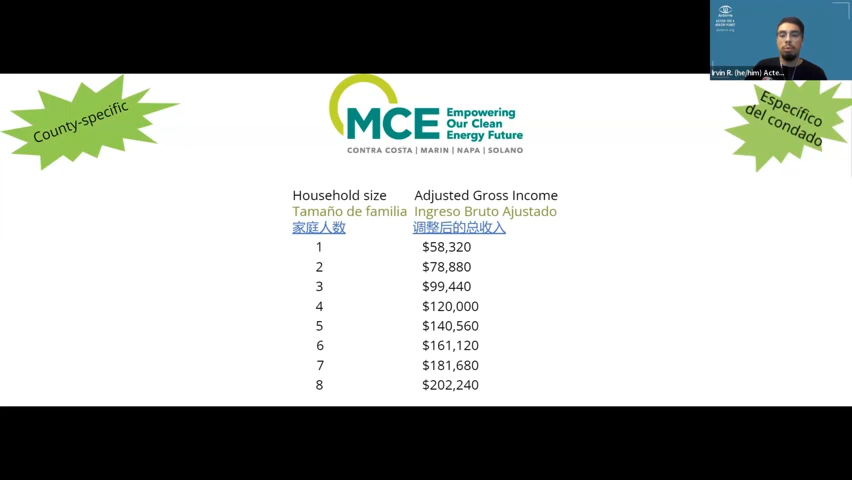 Irvin R. (he/him) Acte...
County-specific
MCE
Empowering
Our Clean
Energy Future
CONTRA COSTA | MARIN | NAPA | SOLANO
Específico
del condado
Household size Adjusted Gross Income
Tamaño de familia Ingreso Bruto Ajustado
家庭人数 调整后的总收入
1 $58,320
2 $78,880
3 $99,440
4 $120,000
5 $140,560
6 $161,120
7 $181,680
8 $202,240